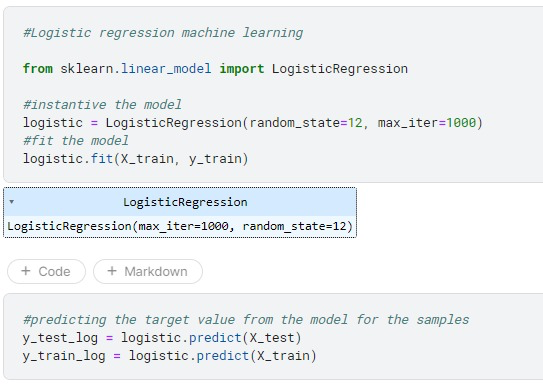 #Logistic regression machine learning
from sklearn.linear_model import LogisticRegression
#instantive the model
logistic = LogisticRegression(random_state=12, max_iter=1000)
#fit the model
logistic.fit(X_train, y_train)
▾ LogisticRegression
LogisticRegression(max_iter=1000, random_state=12)
+ Code + Markdown
#predicting the target value from the model for the samples
y_test_log = logistic.predict(X_test)
y_train_log = logistic.predict(X_train)